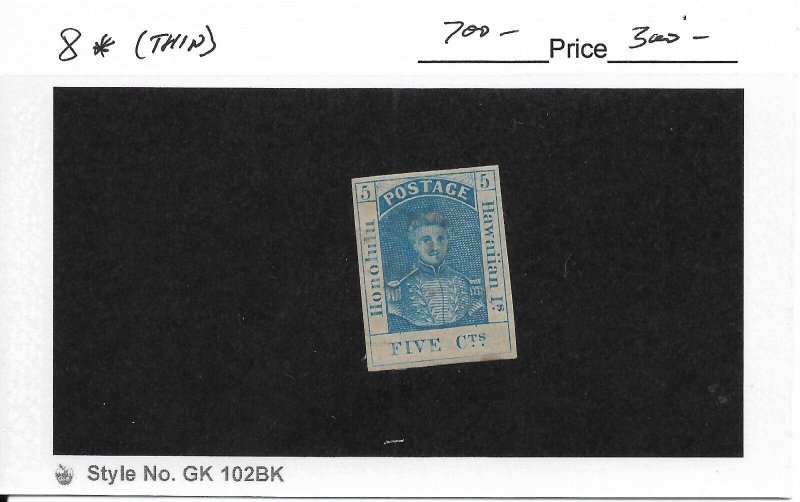 8 * (THIN) 700- Price 300-
5 POSTAGE 5
Honolulu
Hawaiian Is.
FIVE CTS
Style No. GK 102BK